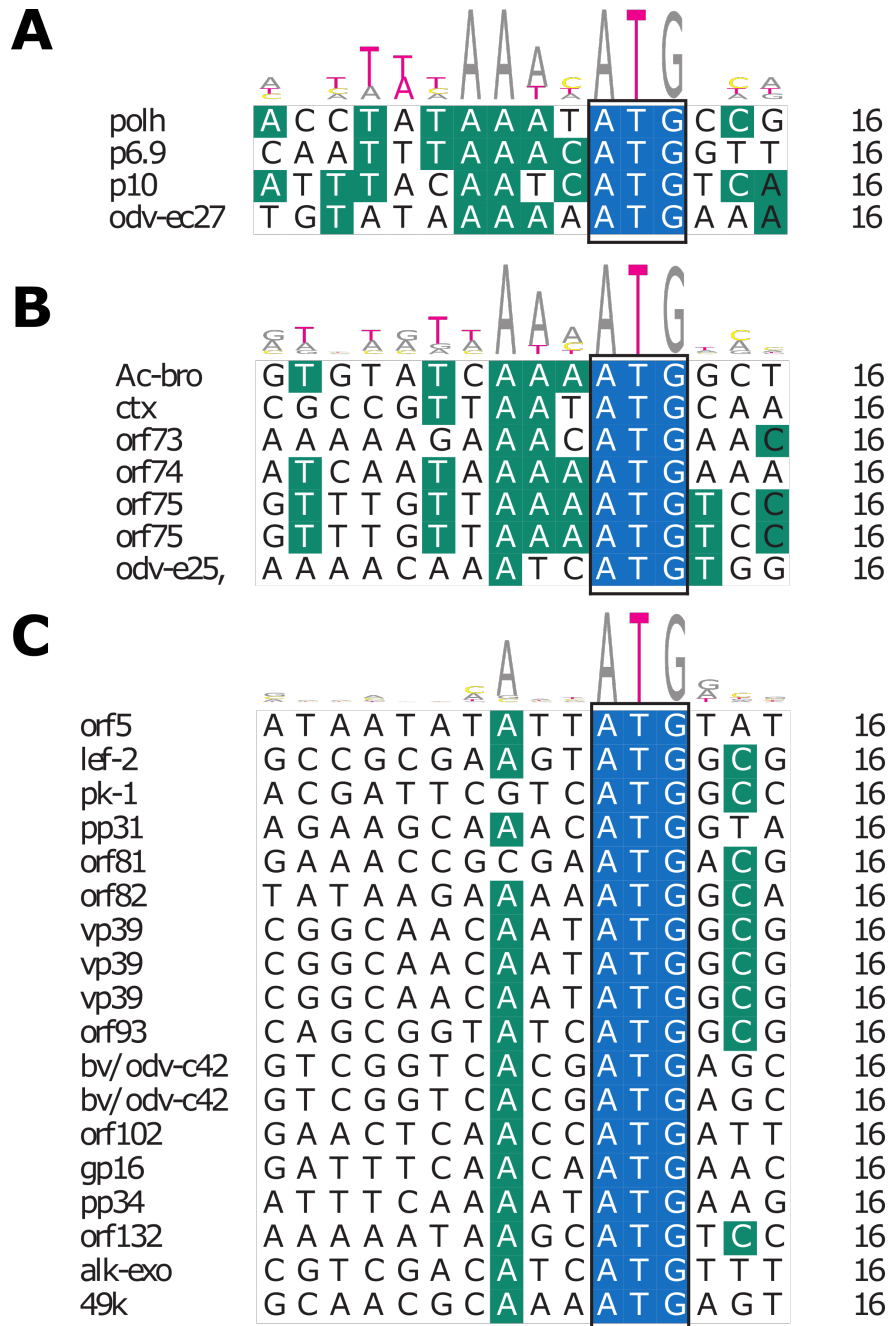 A
polh A C C T A T A A A T A T G C C G 16
p6.9 C A A T T T A A A C A T G G T T 16
p10 A T T T A C A A T C A T G T C A 16
odv-ec27 T G T A T A A A A A A T G A A A 16
B
Ac-bro G T G T A T C A A A A T G G C T 16
ctx C G C C G T T A A T A T G C A A 16
orf73 A A A A A G A A A C A T G A A C 16
orf74 A T C A A T A A A A A T G A A A 16
orf75 G T T T G T T A A A A T G T C C 16
orf75 G T T T G T T A A A A T G T C C 16
odv-e25, A A A A C A A A T C A T G T G G 16
C
orf5 A T A A T A T A T T A T G T A T 16
lef-2 G C C G C G A A G T A T G G C G 16
pk-1 A C G A T T C G T C A T G G C C 16
pp31 A G A A G C A A A C A T G G T A 16
orf81 G A A A C C G C G A A T G A C G 16
orf82 T A T A A G A A A A A T G G C A 16
vp39 C G G C A A C A A T A T G G C G 16
vp39 C G G C A A C A A T A T G G C G 16
vp39 C G G C A A C A A T A T G G C G 16
orf93 C A G C G G T A T C A T G G C G 16
bv/odv-c42 G T C G G T C A C G A T G A G C 16
bv/odv-c42 G T C G G T C A C G A T G A G C 16
orf102 G A A C T C A A C C A T G A T T 16
gp16 G A T T T C A A C A A T G A A C 16
pp34 A T T T C A A A A T A T G A A G 16
orf132 A A A A A T A A G C A T G T C C 16
alk-exo C G T C G A C A T C A T G T T T 16
49k G C A A C G C A A A A T G A G T 16